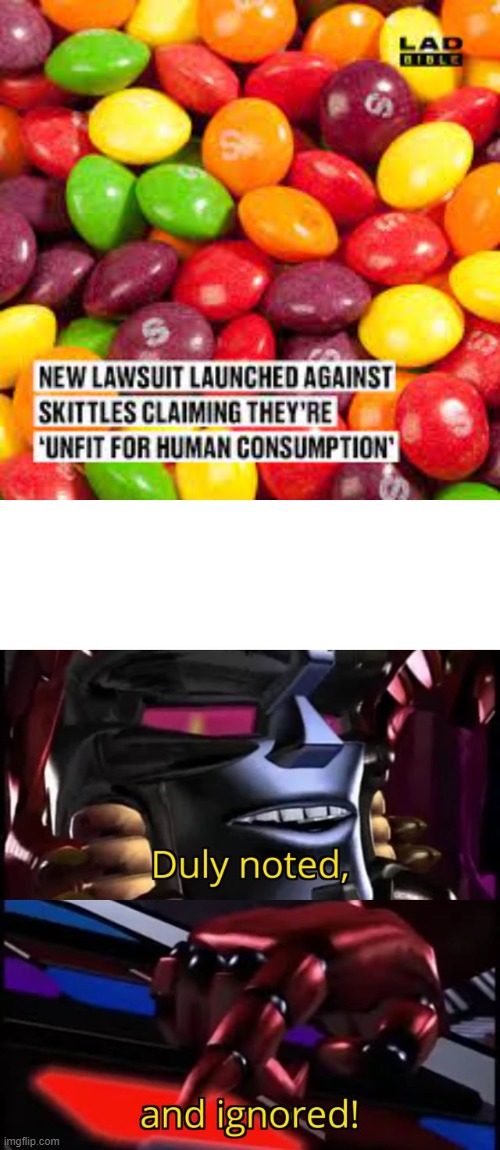 LAD
BIBLE
NEW LAWSUIT LAUNCHED AGAINST
SKITTLES CLAIMING THEY'RE
'UNFIT FOR HUMAN CONSUMPTION'
Duly noted,
and ignored!
imgflip.com